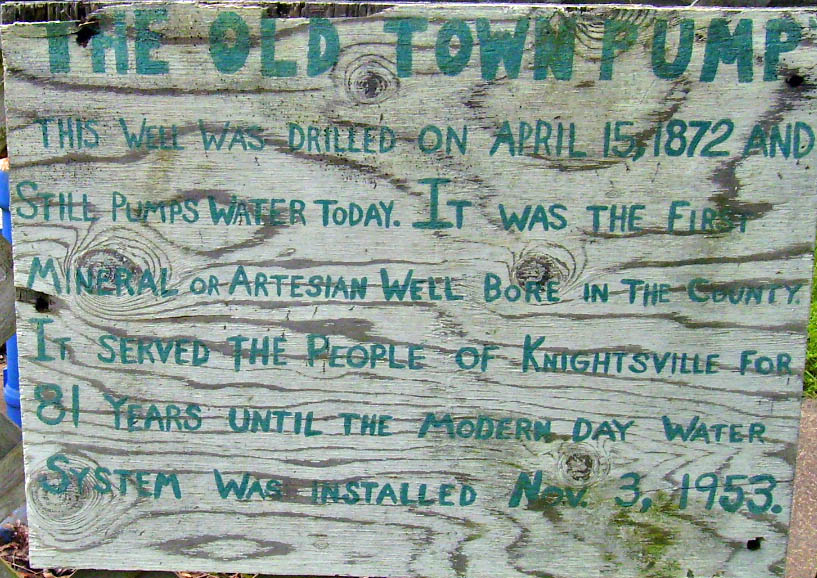 THE OLD TOWN PUMP
THIS WELL WAS DRILLED ON APRIL 15, 1872 AND
STILL PUMPS WATER TODAY. IT WAS THE FIRST
MINERAL OR ARTESIAN WELL BORE IN THE COUNTY.
IT SERVED THE PEOPLE OF KNIGHTSVILLE FOR
81 YEARS UNTIL THE MODERN DAY WATER
SYSTEM WAS INSTALLED NOV. 3, 1953.